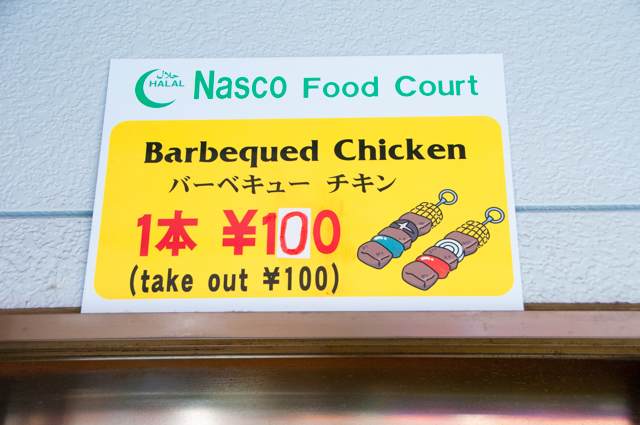 حلال
HALAL
Nasco Food Court
Barbequed Chicken
バーベキュー チキン
1本 ¥100
(take out ¥100)